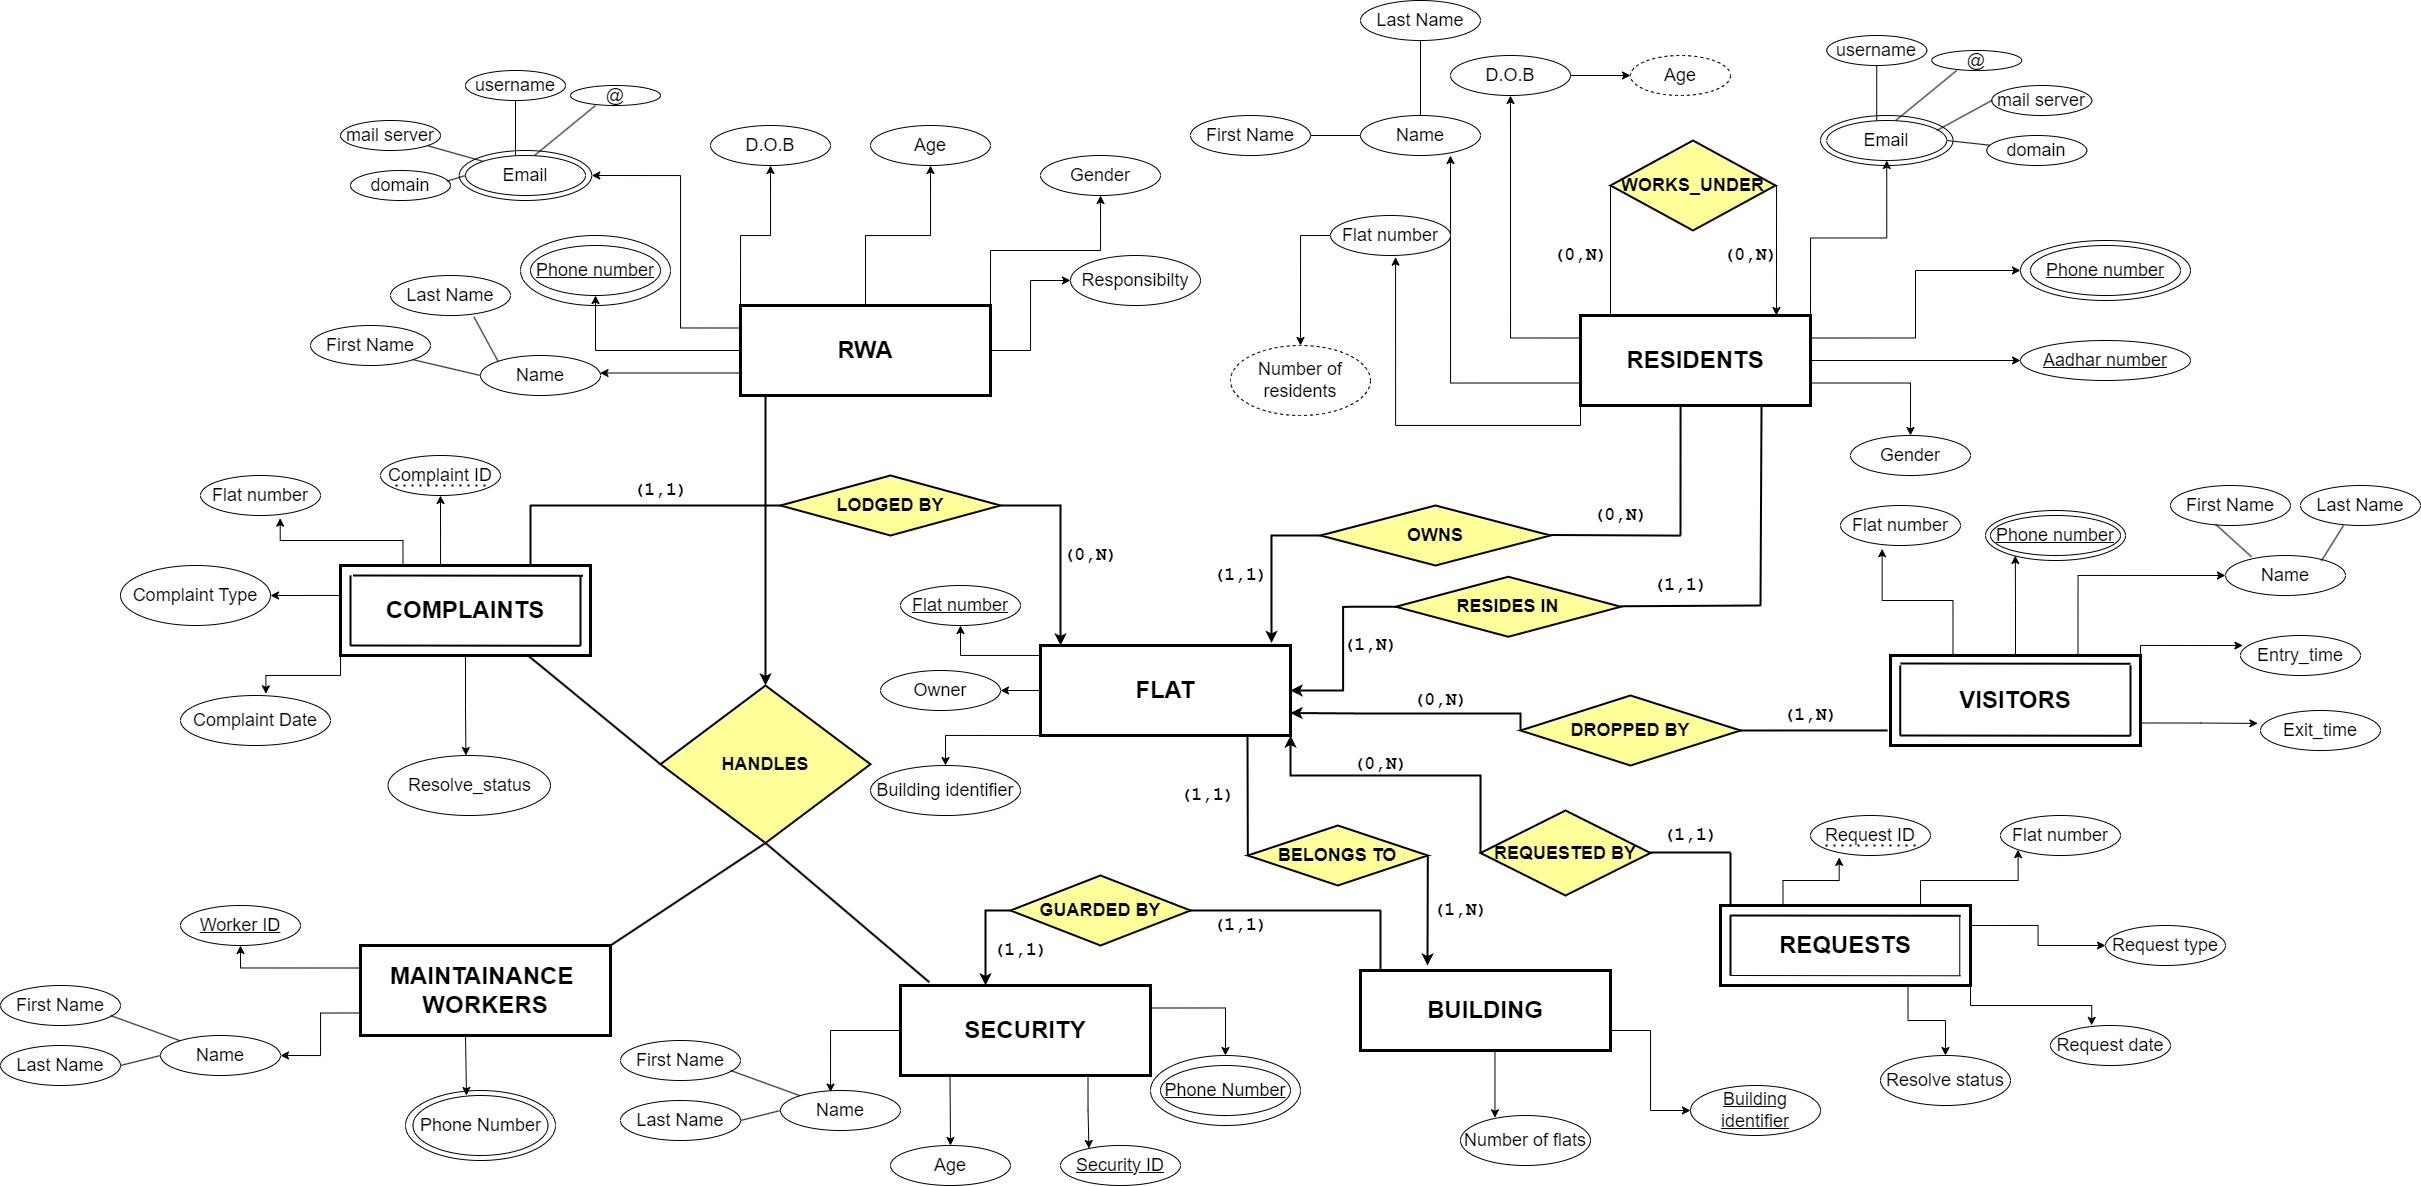 Last Name
username
@
D.O.B
Age
mail server
First Name
Name
Email
domain
username
@
mail server
domain
Email
D.O.B
Age
Gender
WORKS_UNDER
(0,N)
(0,N)
Flat number
Number of
residents
Phone number
Responsibilty
Last Name
First Name
Name
RWA
RESIDENTS
Phone number
Aadhar number
Gender
Complaint ID
Flat number
(1,1)
LODGED BY
(0,N)
OWNS
(0,N)
(1,1)
RESIDES IN
(1,1)
(1,N)
First Name
Last Name
Flat number
Phone number
Name
Complaint Type
COMPLAINTS
Complaint Date
Resolve_status
Flat number
Owner
Building identifier
FLAT
Entry_time
VISITORS
Exit_time
(0,N)
DROPPED BY
(1,N)
HANDLES
(0,N)
(1,1)
BELONGS TO
(1,N)
REQUESTED BY
(1,1)
Request ID
Flat number
GUARDED BY
(1,1)
(1,1)
Worker ID
MAINTAINANCE
WORKERS
First Name
Last Name
Name
Phone Number
SECURITY
First Name
Last Name
Name
Age
Security ID
Phone Number
BUILDING
Number of flats
Building
identifier
REQUESTS
Request type
Request date
Resolve status